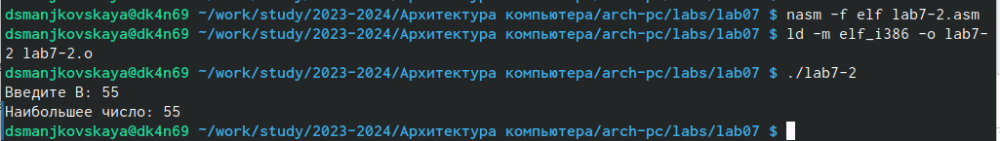 dsmanjkovskaya@dk4n69 ~/work/study/2023-2024/Архитектура компьютера/arch-pc/labs/lab07 $ nasm -f elf lab7-2.asm
dsmanjkovskaya@dk4n69 ~/work/study/2023-2024/Архитектура компьютера/arch-pc/labs/lab07 $ ld -m elf_i386 -o lab7-
2 lab7-2.o
dsmanjkovskaya@dk4n69 ~/work/study/2023-2024/Архитектура компьютера/arch-pc/labs/lab07 $ ./lab7-2
Введите B: 55
Наибольшее число: 55
dsmanjkovskaya@dk4n69 ~/work/study/2023-2024/Архитектура компьютера/arch-pc/labs/lab07 $